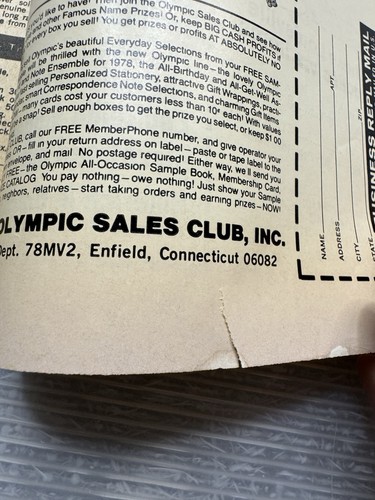 'd like to have! Then join the Olympic Sales Club and see how
and other Famous Name Prizes! Or, keep BIG CASH PROFITS
every box you sell! You get prizes or profits AT ABSOLUTELY NO
Olympic's beautiful Everyday Selections from your FREE SAM-
be thrilled with the new Olympic line—the lovely Olympic
Note Ensemble for 1978, the All-Birthday and All-Get-Well As-
selling Personalized Stationery, attractive Gift Wrappings, prac-
smart Correspondence Note Selections, and charming Gift Items
many cards cost your customers less than 10¢ each! With values
a snap! Sell enough boxes to get the prize you select, or keep $1.00
CLUB, call our FREE MemberPhone number, and give operator your
OR—fill in your return address on label—paste or tape label to the
envelope, and mail. No postage required! Either way, we'll send you
FREE—the Olympic All-Occasion Sample Book, Membership Card,
CATALOG. You pay nothing—owe nothing! Just show your Sample
neighbors, relatives—start taking orders and earning prizes—NOW!
OLYMPIC SALES CLUB, INC.
Dept. 78MV2, Enfield, Connecticut 06082
NAME
ADDRESS
APT.
CITY
ZIP
STATE
BUSINESS REPLY